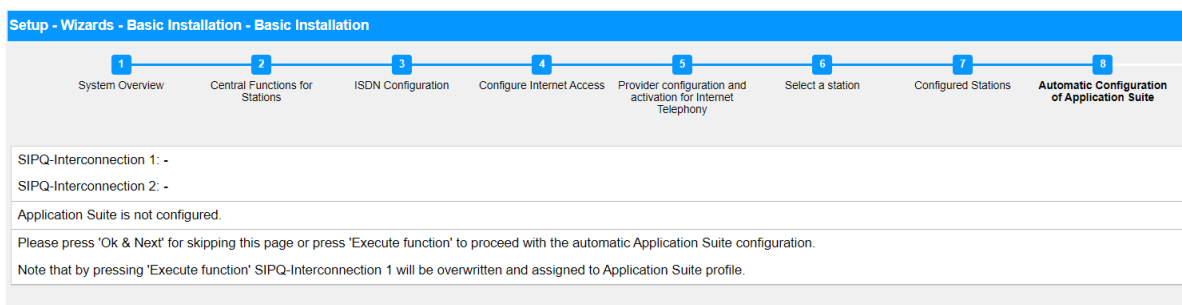 Setup - Wizards - Basic Installation - Basic Installation
1
System Overview
2
Central Functions for
Stations
3
ISDN Configuration
4
Configure Internet Access
5
Provider configuration and
activation for Internet
Telephony
6
Select a station
7
Configured Stations
8
Automatic Configuration
of Application Suite
SIPQ-Interconnection 1: -
SIPQ-Interconnection 2: -
Application Suite is not configured.
Please press 'Ok & Next' for skipping this page or press 'Execute function' to proceed with the automatic Application Suite configuration.
Note that by pressing 'Execute function' SIPQ-Interconnection 1 will be overwritten and assigned to Application Suite profile.